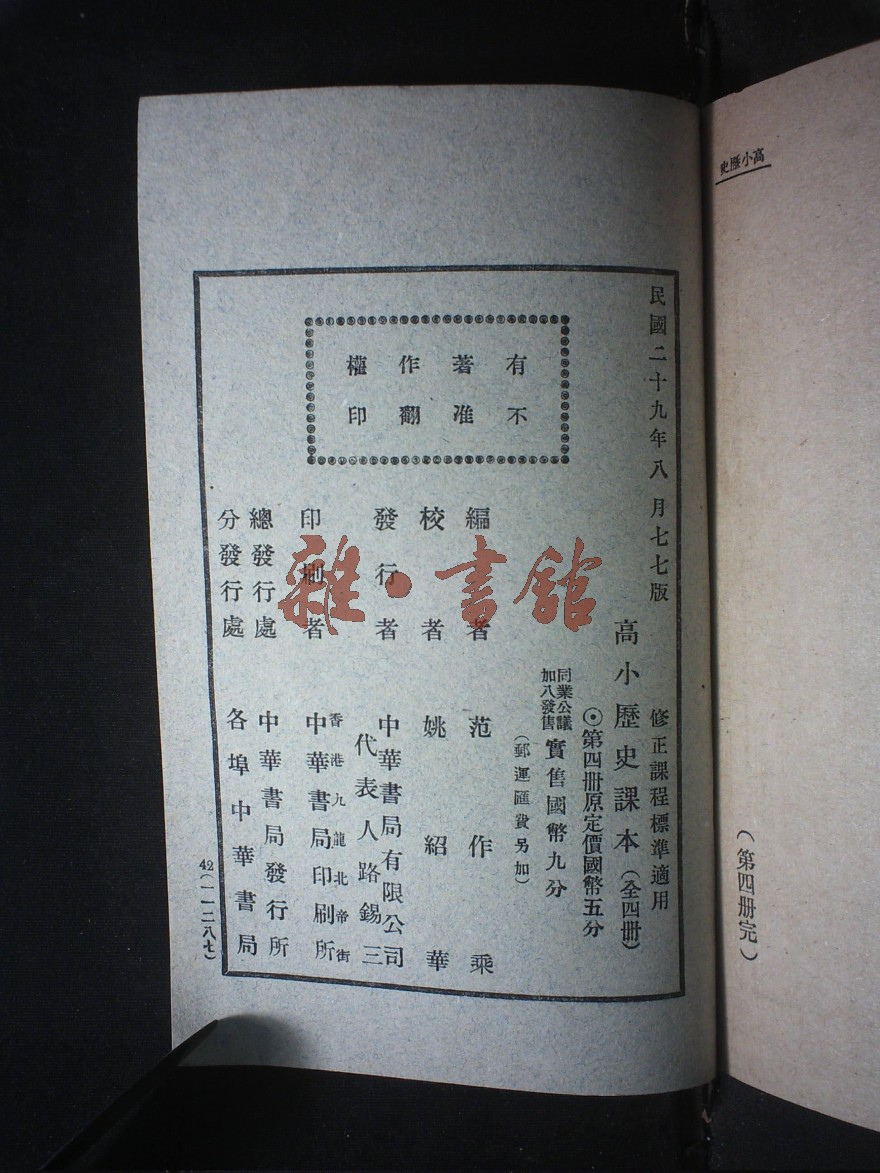 高小歷史
(第四冊完)
民國二十九年八月七七版
修正課程標準適用
高小歷史課本(全四冊)
⊙第四冊原定價國幣五分
同業公議
加八發售
實售國幣九分
(郵運匯費另加)
有著作權
不准翻印
編者 范作乘
校者 姚紹華
發行者 中華書局有限公司
代表人路錫三
印刷者 香港九龍北帝街
中華書局印刷所
總發行處 中華書局發行所
分發行處 各埠中華書局
42(一一二八七)
雜·書館